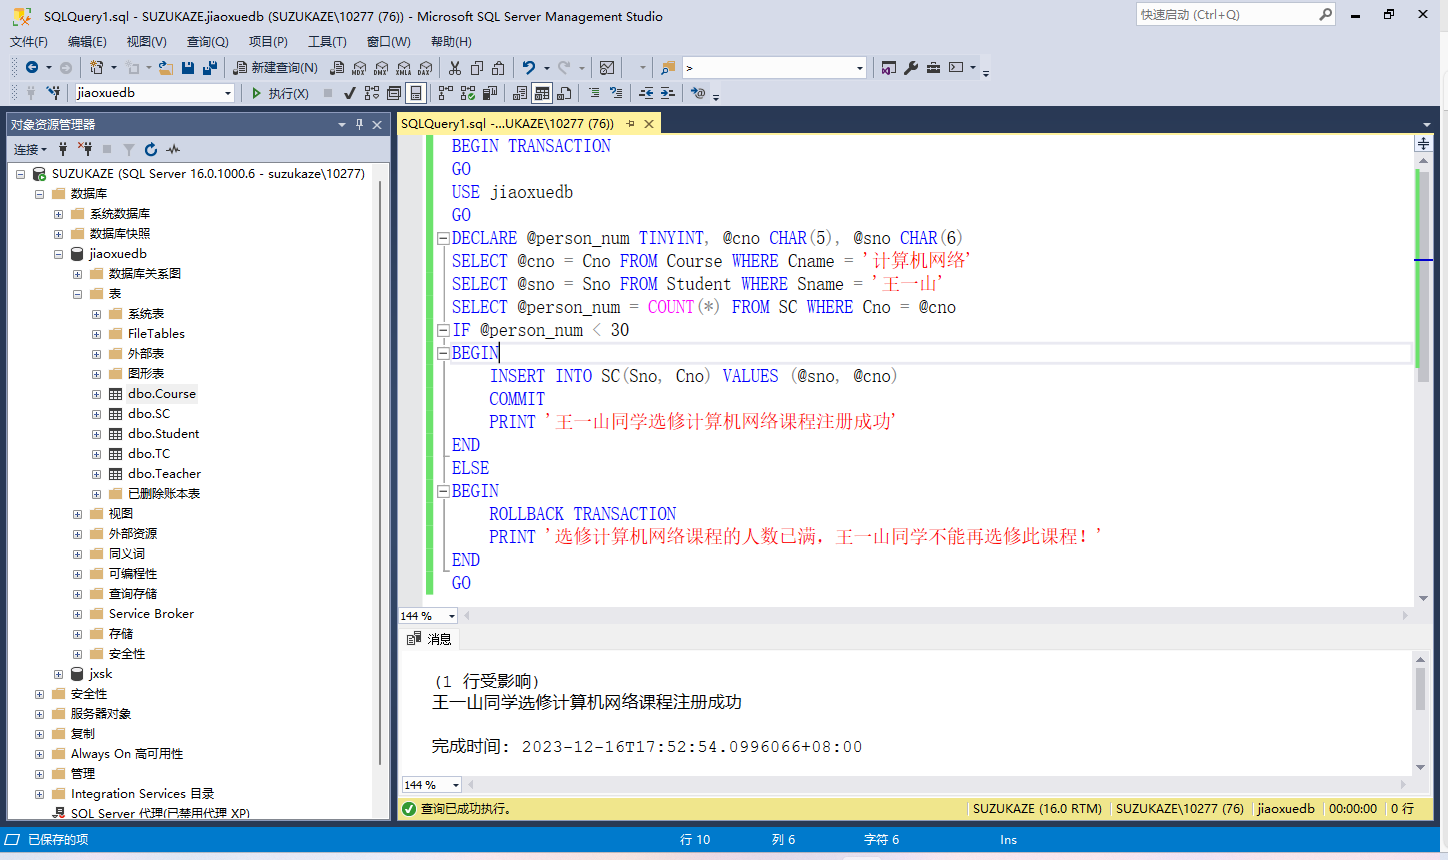 SQLQuery1.sql - SUZUKAZE.jiaoxuedb (SUZUKAZE\10277 (76)) - Microsoft SQL Server Management Studio
快速启动 (Ctrl+Q)
文件(F) 编辑(E) 视图(V) 查询(Q) 项目(P) 工具(T) 窗口(W) 帮助(H)
新建查询(N) MDX DMX XMLA DAX >
jiaoxuedb 执行(X)
对象资源管理器
连接
SUZUKAZE (SQL Server 16.0.1000.6 - suzukaze\10277)
数据库
系统数据库
数据库快照
jiaoxuedb
数据库关系图
表
系统表
FileTables
外部表
图形表
dbo.Course
dbo.SC
dbo.Student
dbo.TC
dbo.Teacher
已删除账本表
视图
外部资源
同义词
可编程性
查询存储
Service Broker
存储
安全性
jxsk
安全性
服务器对象
复制
Always On 高可用性
管理
Integration Services 目录
SQL Server 代理(已禁用代理 XP)
SQLQuery1.sql -...UKAZE\10277 (76))
BEGIN TRANSACTION
GO
USE jiaoxuedb
GO
DECLARE @person_num TINYINT, @cno CHAR(5), @sno CHAR(6)
SELECT @cno = Cno FROM Course WHERE Cname = '计算机网络'
SELECT @sno = Sno FROM Student WHERE Sname = '王一山'
SELECT @person_num = COUNT(*) FROM SC WHERE Cno = @cno
IF @person_num < 30
BEGIN
INSERT INTO SC(Sno, Cno) VALUES (@sno, @cno)
COMMIT
PRINT '王一山同学选修计算机网络课程注册成功'
END
ELSE
BEGIN
ROLLBACK TRANSACTION
PRINT '选修计算机网络课程的人数已满，王一山同学不能再选修此课程！'
END
GO
144 %
消息
(1 行受影响)
王一山同学选修计算机网络课程注册成功
完成时间: 2023-12-16T17:52:54.0996066+08:00
144 %
查询已成功执行。 SUZUKAZE (16.0 RTM) SUZUKAZE\10277 (76) jiaoxuedb 00:00:00 0 行
已保存的项 行 10 列 6 字符 6 Ins